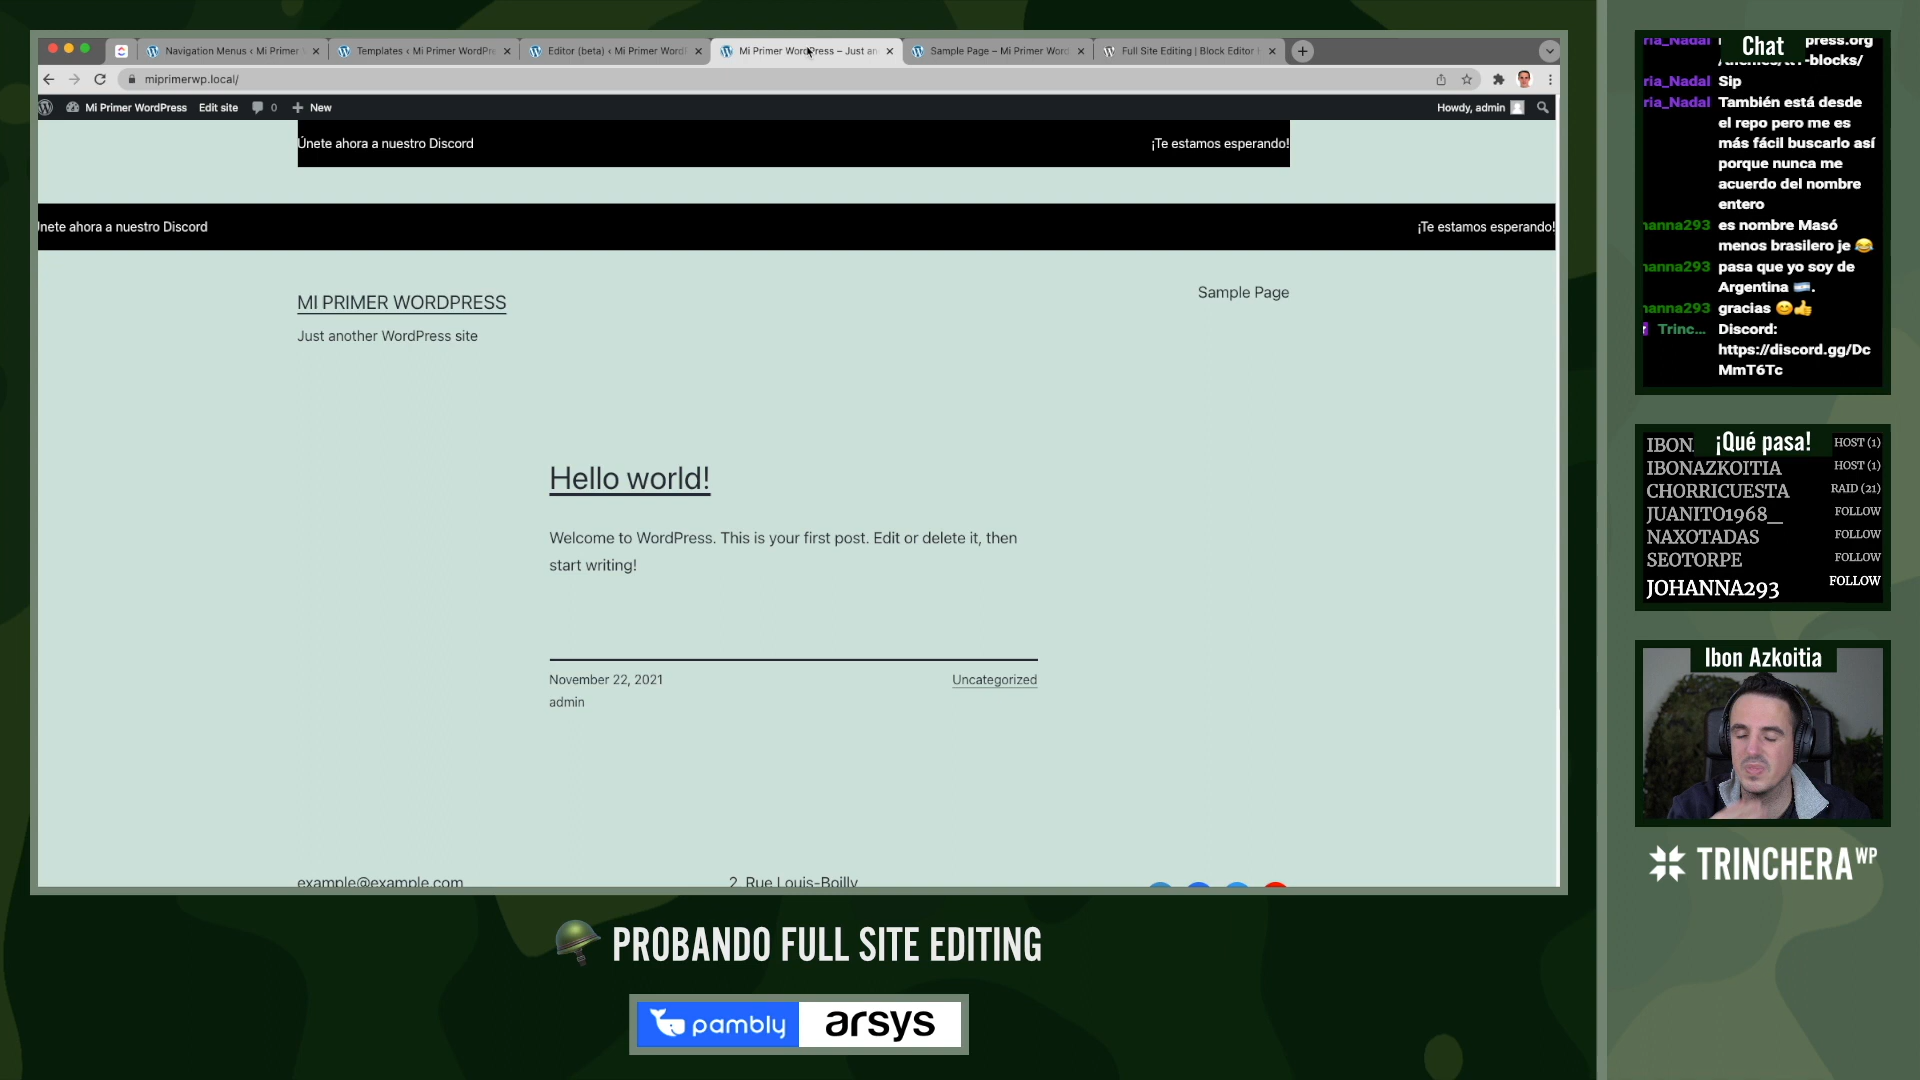 Navigation Menus ‹ Mi Primer
Templates ‹ Mi Primer WordPre
Editor (beta) ‹ Mi Primer Word
Mi Primer WordPress – Just an
Sample Page – Mi Primer Word
Full Site Editing | Block Editor
miprimerwp.local/
Mi Primer WordPress
Edit site
0
New
Howdy, admin
Únete ahora a nuestro Discord
¡Te estamos esperando!
nete ahora a nuestro Discord
¡Te estamos esperando!
MI PRIMER WORDPRESS
Just another WordPress site
Sample Page
Hello world!
Welcome to WordPress. This is your first post. Edit or delete it, then
start writing!
November 22, 2021
Uncategorized
admin
example@example.com
2, Rue Louis-Boilly
PROBANDO FULL SITE EDITING
pambly
arsys
Chat
ria_Nadal
press.org
-blocks/
ria_Nadal Sip
ria_Nadal También está desde
el repo pero me es
más fácil buscarlo así
porque nunca me
acuerdo del nombre
entero
hanna293 es nombre Masó
menos brasilero je 😂
hanna293 pasa que yo soy de
Argentina 🇦🇷.
hanna293 gracias 😊👍
Trinc... Discord:
https://discord.gg/Dc
MmT6Tc
¡Qué pasa!
IBON
HOST (1)
IBONAZKOITIA HOST (1)
CHORRICUESTA RAID (21)
JUANITO1968_ FOLLOW
NAXOTADAS FOLLOW
SEOTORPE FOLLOW
JOHANNA293 FOLLOW
Ibon Azkoitia
TRINCHERA WP